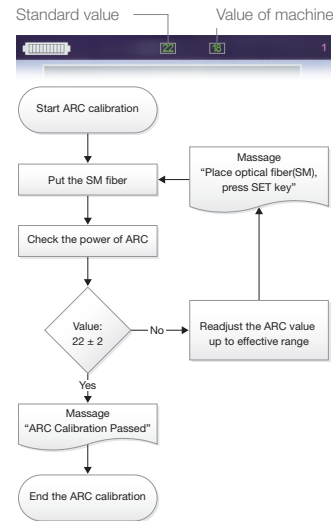 Standard value Value of machine
22 18 1
Start ARC calibration
Put the SM fiber
Massage
“Place optical fiber(SM),
press SET key”
Check the power of ARC
Value:
22 ± 2
No
Readjust the ARC value
up to effective range
Yes
Massage
“ARC Calibration Passed”
End the ARC calibration